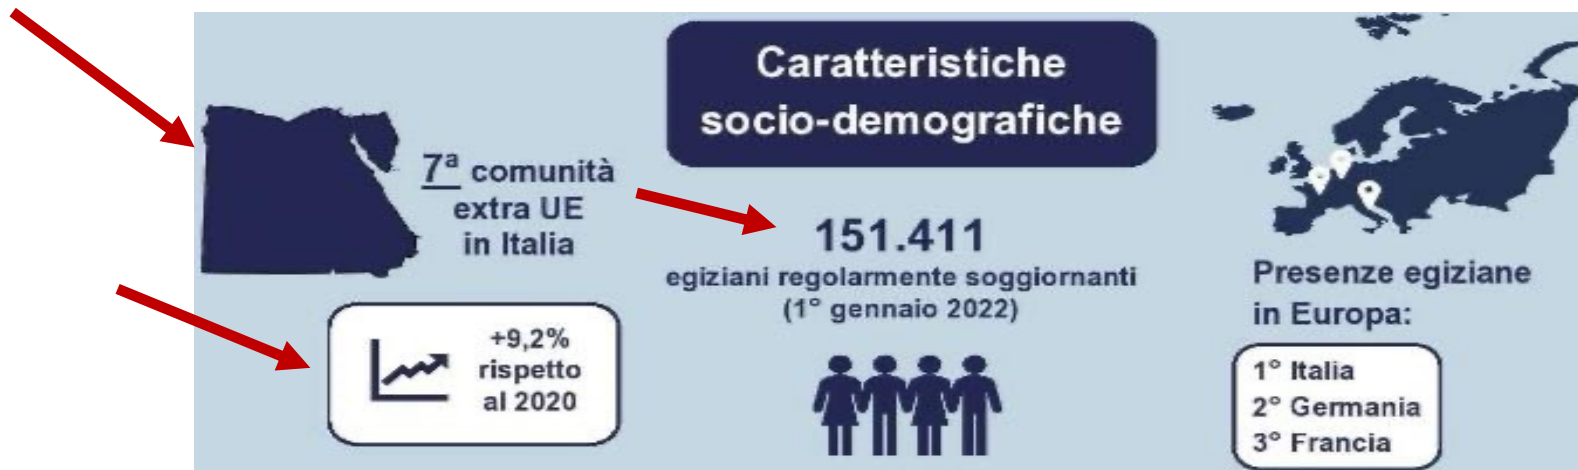 Caratteristiche
socio-demografiche
7ª comunità
extra UE
in Italia
+9,2%
rispetto
al 2020
151.411
egiziani regolarmente soggiornanti
(1° gennaio 2022)
Presenze egiziane
in Europa:
1° Italia
2° Germania
3° Francia